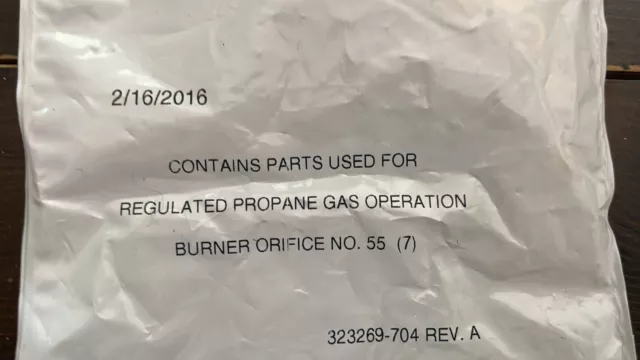 2/16/2016
CONTAINS PARTS USED FOR
REGULATED PROPANE GAS OPERATION
BURNER ORIFICE NO. 55 (7)
323269-704 REV. A